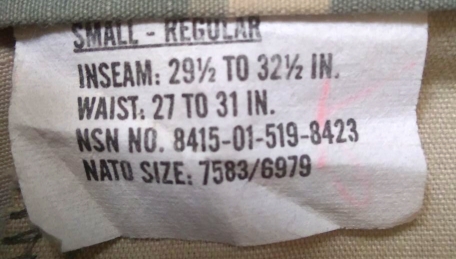 SMALL - REGULAR
INSEAM: 29½ TO 32½ IN.
WAIST: 27 TO 31 IN.
NSN NO. 8415-01-519-8423
NATO SIZE: 7583/6979